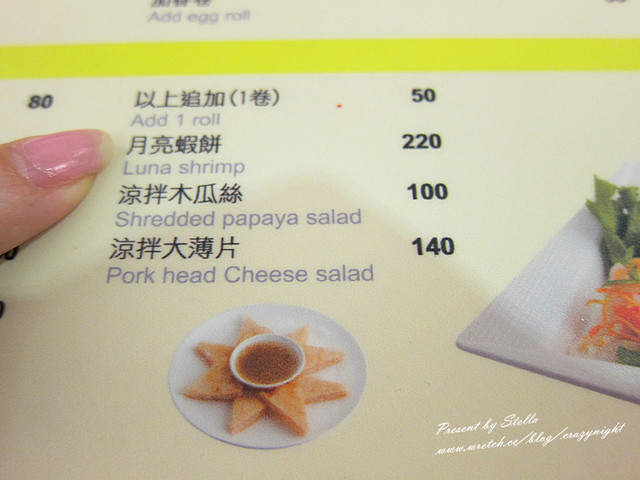 Add egg roll
80
以上追加(1卷) 50
Add 1 roll
月亮蝦餅 220
Luna shrimp
涼拌木瓜絲 100
Shredded papaya salad
涼拌大薄片 140
Pork head Cheese salad
Present by Stella
www.wretch.cc/blog/crazynight